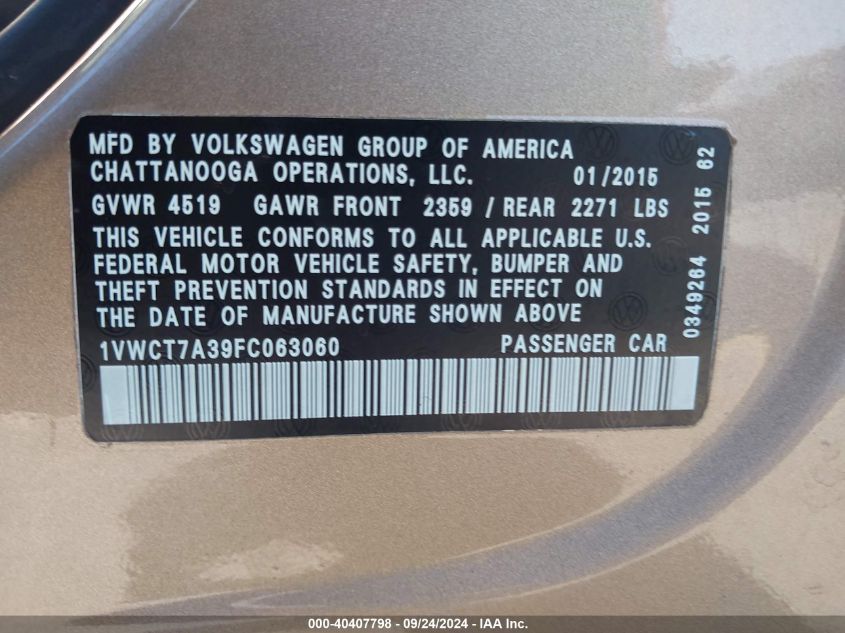 MFD BY VOLKSWAGEN GROUP OF AMERICA
CHATTANOOGA OPERATIONS, LLC. 01/2015
GVWR 4519 GAWR FRONT 2359 / REAR 2271 LBS
THIS VEHICLE CONFORMS TO ALL APPLICABLE U.S.
FEDERAL MOTOR VEHICLE SAFETY, BUMPER AND
THEFT PREVENTION STANDARDS IN EFFECT ON
THE DATE OF MANUFACTURE SHOWN ABOVE
1VWCT7A39FC063060 PASSENGER CAR
0349264 2015 62
000-40407798 - 09/24/2024 - IAA Inc.